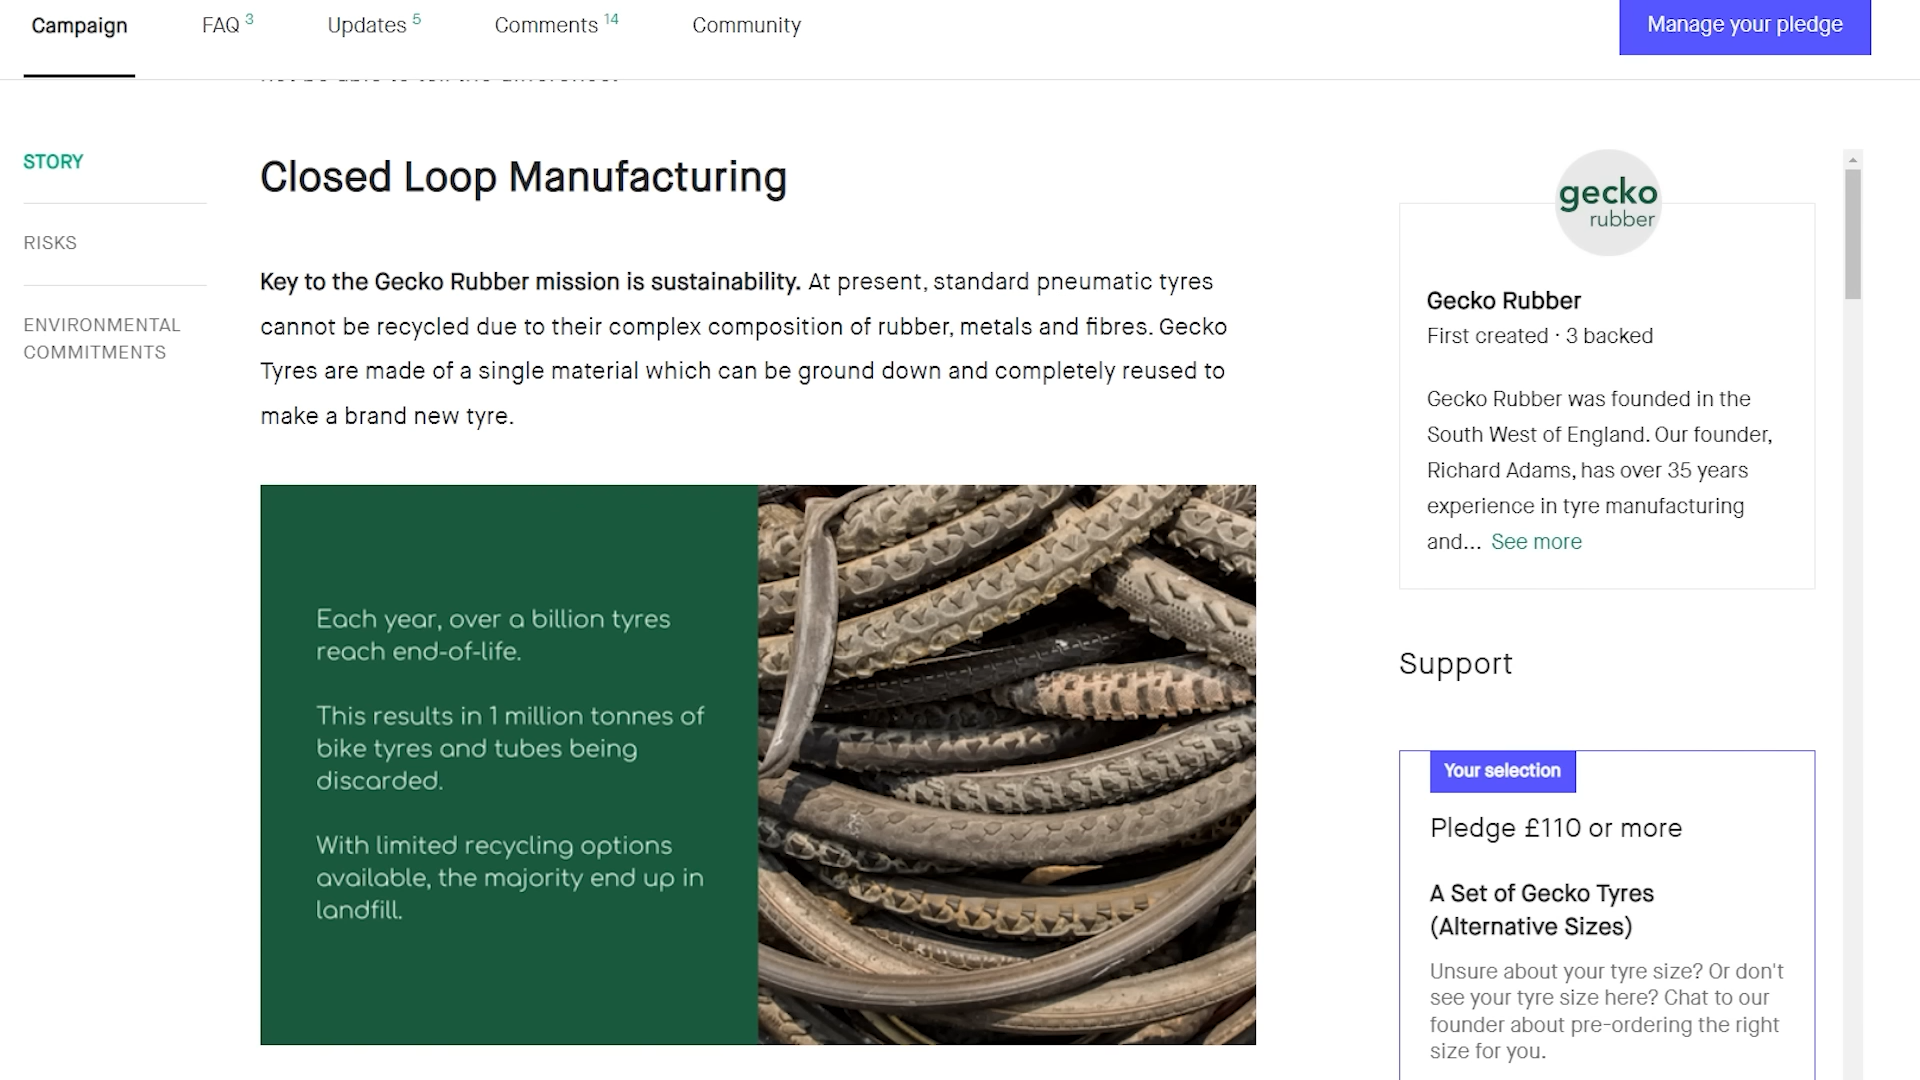 Campaign
FAQ 3
Updates 5
Comments 14
Community
Manage your pledge
STORY
RISKS
ENVIRONMENTAL
COMMITMENTS
Closed Loop Manufacturing
Key to the Gecko Rubber mission is sustainability. At present, standard pneumatic tyres
cannot be recycled due to their complex composition of rubber, metals and fibres. Gecko
Tyres are made of a single material which can be ground down and completely reused to
make a brand new tyre.
Each year, over a billion tyres
reach end-of-life.
This results in 1 million tonnes of
bike tyres and tubes being
discarded.
With limited recycling options
available, the majority end up in
landfill.
gecko
rubber
Gecko Rubber
First created · 3 backed
Gecko Rubber was founded in the
South West of England. Our founder,
Richard Adams, has over 35 years
experience in tyre manufacturing
and... See more
Support
Your selection
Pledge £110 or more
A Set of Gecko Tyres
(Alternative Sizes)
Unsure about your tyre size? Or don't
see your tyre size here? Chat to our
founder about pre-ordering the right
size for you.